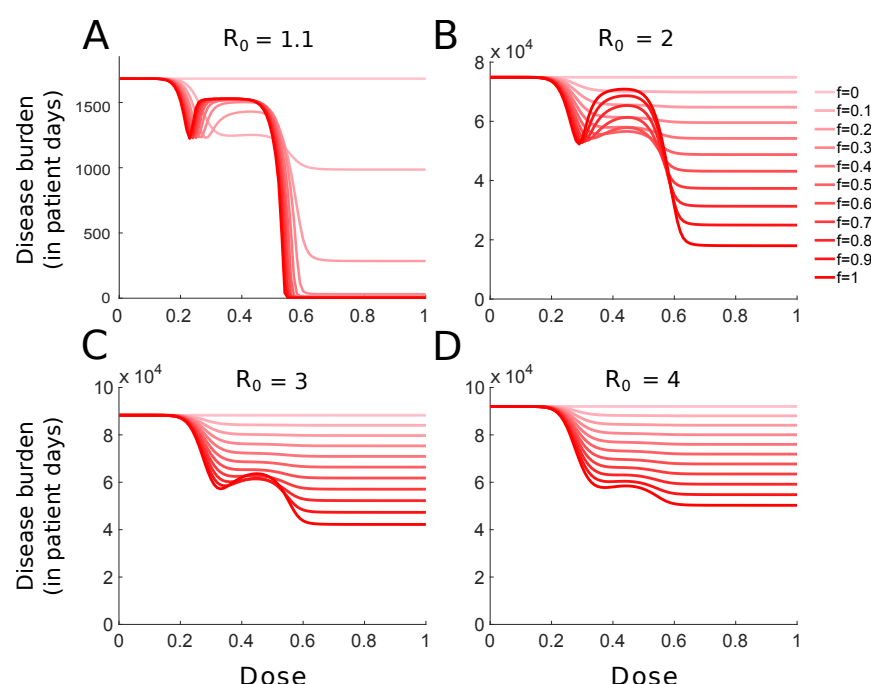 A
R0 = 1.1
Disease burden
(in patient days)
1500
1000
500
0
0 0.2 0.4 0.6 0.8 1
B
R0 = 2
x 10^4
8
6
4
2
0
0 0.2 0.4 0.6 0.8 1
f=0
f=0.1
f=0.2
f=0.3
f=0.4
f=0.5
f=0.6
f=0.7
f=0.8
f=0.9
f=1
C
R0 = 3
x 10^4
Disease burden
(in patient days)
10
8
6
4
2
0
0 0.2 0.4 0.6 0.8 1
Dose
D
R0 = 4
x 10^4
10
8
6
4
2
0
0 0.2 0.4 0.6 0.8 1
Dose